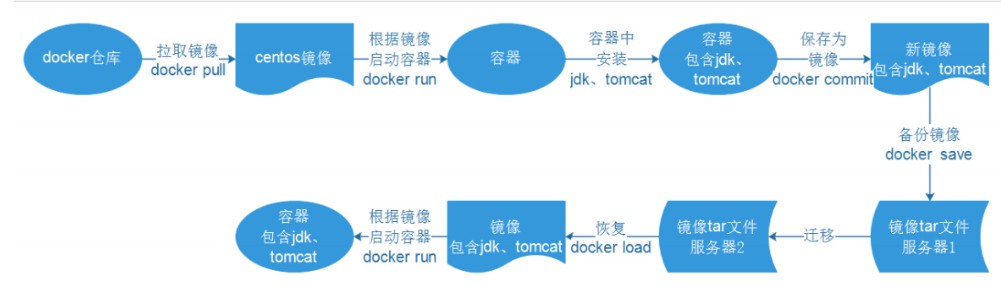 docker仓库
拉取镜像
docker pull
centos镜像
根据镜像
启动容器
docker run
容器
容器中
安装
jdk、tomcat
容器
包含jdk、
tomcat
保存为
镜像
docker commit
新镜像
包含jdk、tomcat
备份镜像
docker save
镜像tar文件
服务器1
迁移
镜像tar文件
服务器2
恢复
docker load
镜像
包含jdk、tomcat
根据镜像
启动容器
docker run
容器
包含jdk、
tomcat